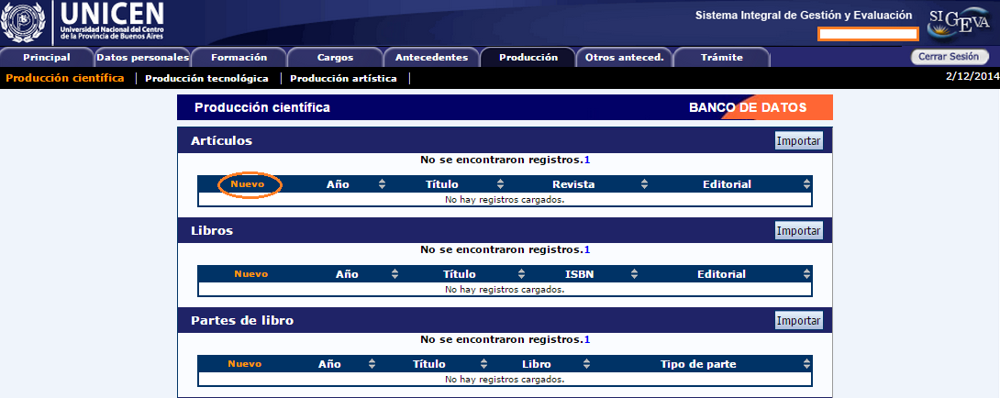 UNICEN
Universidad Nacional del Centro
de la Provincia de Buenos Aires
Sistema Integral de Gestión y Evaluación
SIGEVA
Principal Datos personales Formación Cargos Antecedentes Producción Otros anteced. Trámite Cerrar Sesión
Producción científica Producción tecnológica Producción artística 2/12/2014
Producción científica BANCO DE DATOS
Artículos Importar
No se encontraron registros.1
Nuevo Año Título Revista Editorial
No hay registros cargados.
Libros Importar
No se encontraron registros.1
Nuevo Año Título ISBN Editorial
No hay registros cargados.
Partes de libro Importar
No se encontraron registros.1
Nuevo Año Título Libro Tipo de parte
No hay registros cargados.